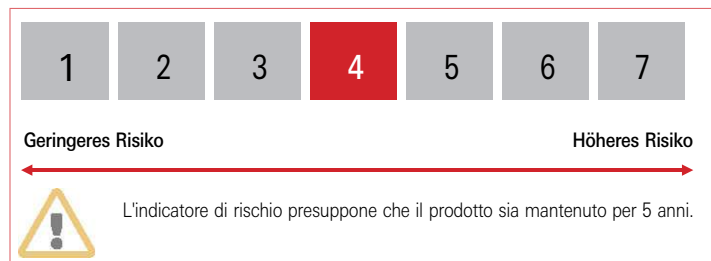 1 2 3 4 5 6 7
Geringeres Risiko Höheres Risiko
L'indicatore di rischio presuppone che il prodotto sia mantenuto per 5 anni.